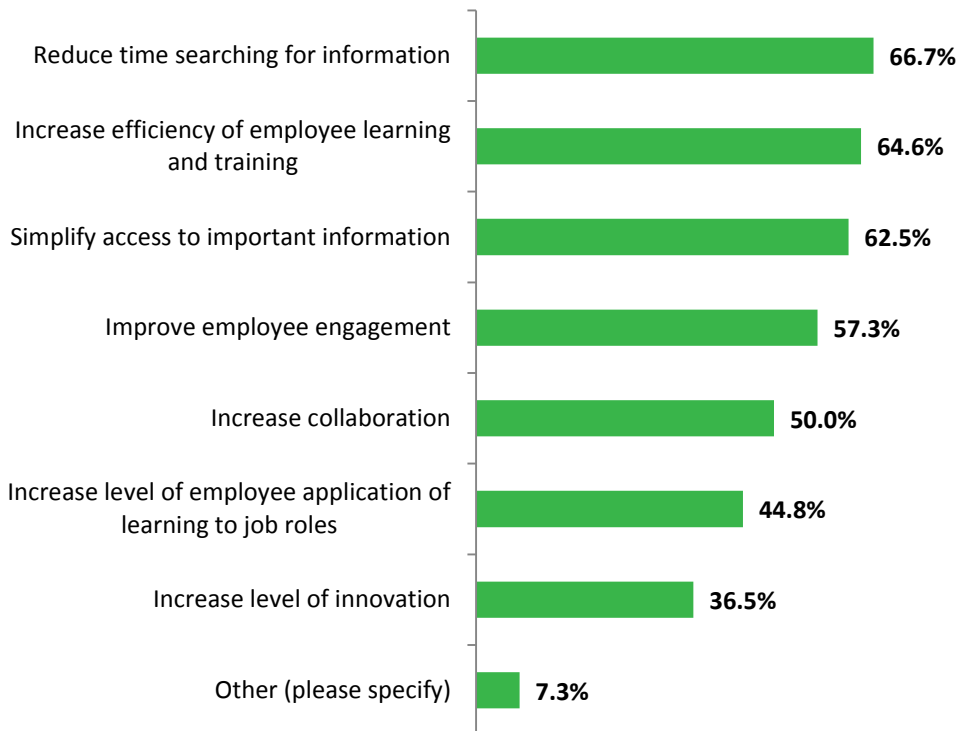 Reduce time searching for information
66.7%
Increase efficiency of employee learning
and training
64.6%
Simplify access to important information
62.5%
Improve employee engagement
57.3%
Increase collaboration
50.0%
Increase level of employee application of
learning to job roles
44.8%
Increase level of innovation
36.5%
Other (please specify)
7.3%